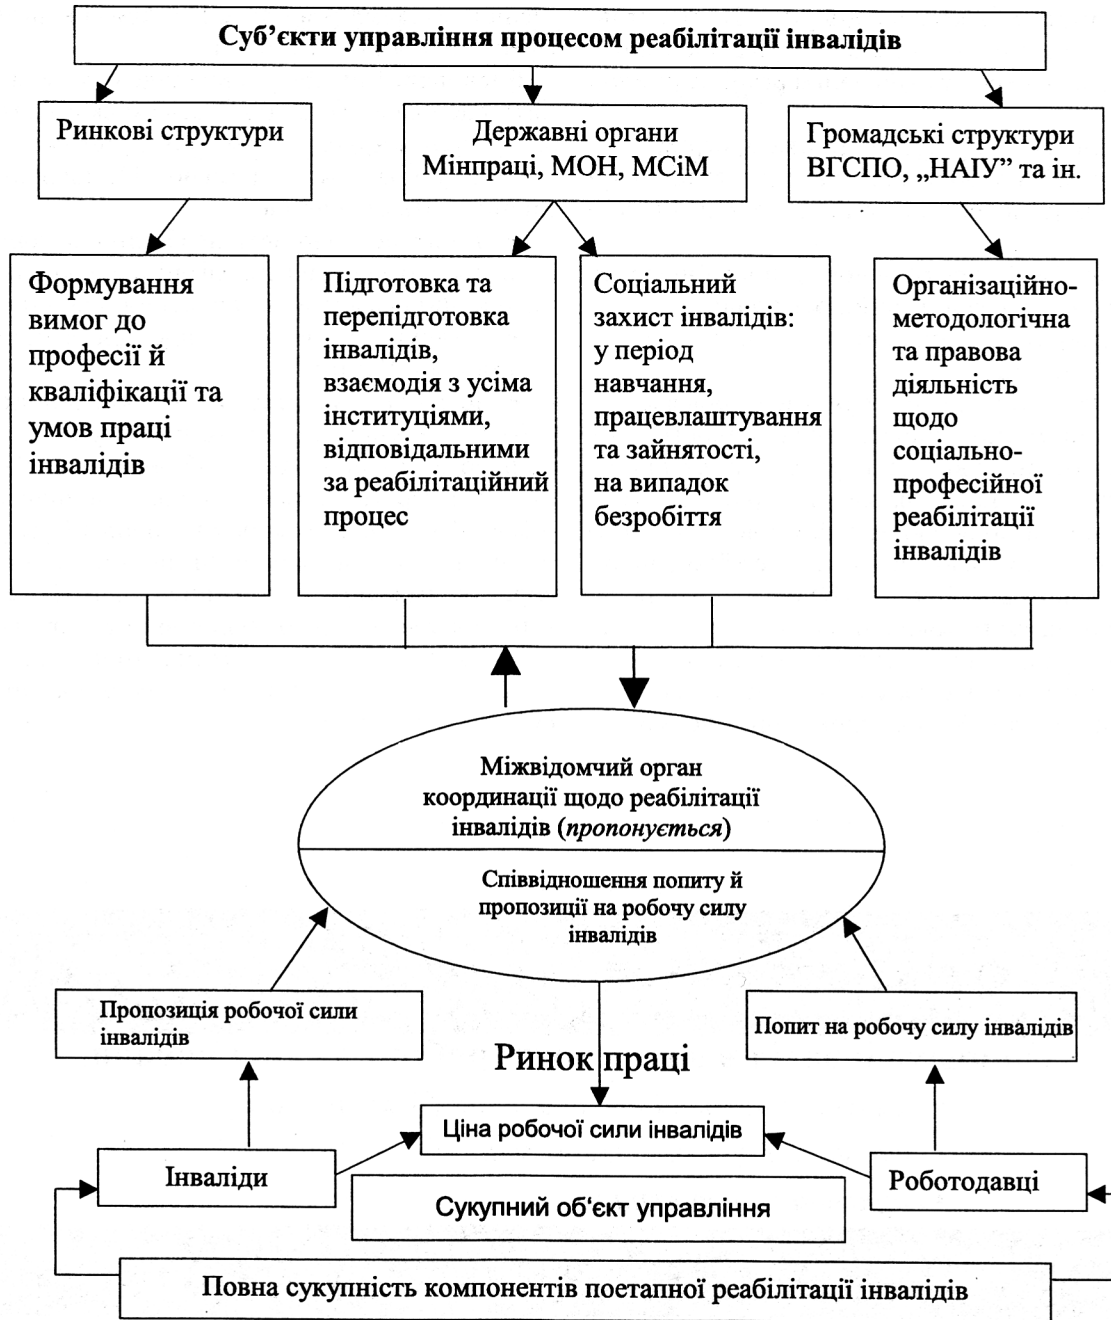 Суб’єкти управління процесом реабілітації інвалідів
Ринкові структури
Державні органи
Мінпраці, МОН, МСіМ
Громадські структури
ВГСПО, „НАІУ” та ін.
Формування
вимог до
професії й
кваліфікації та
умов праці
інвалідів
Підготовка та
перепідготовка
інвалідів,
взаємодія з усіма
інституціями,
відповідальними
за реабілітаційний
процес
Соціальний
захист інвалідів:
у період
навчання,
працевлаштування
та зайнятості,
на випадок
безробіття
Організаційно-
методологічна
та правова
діяльність
щодо
соціально-
професійної
реабілітації
інвалідів
Міжвідомчий орган
координації щодо реабілітації
інвалідів (пропонується)
Співвідношення попиту й
пропозиції на робочу силу
інвалідів
Пропозиція робочої сили
інвалідів
Попит на робочу силу інвалідів
Ринок праці
Ціна робочої сили інвалідів
Інваліди
Роботодавці
Сукупний об‘єкт управління
Повна сукупність компонентів поетапної реабілітації інвалідів